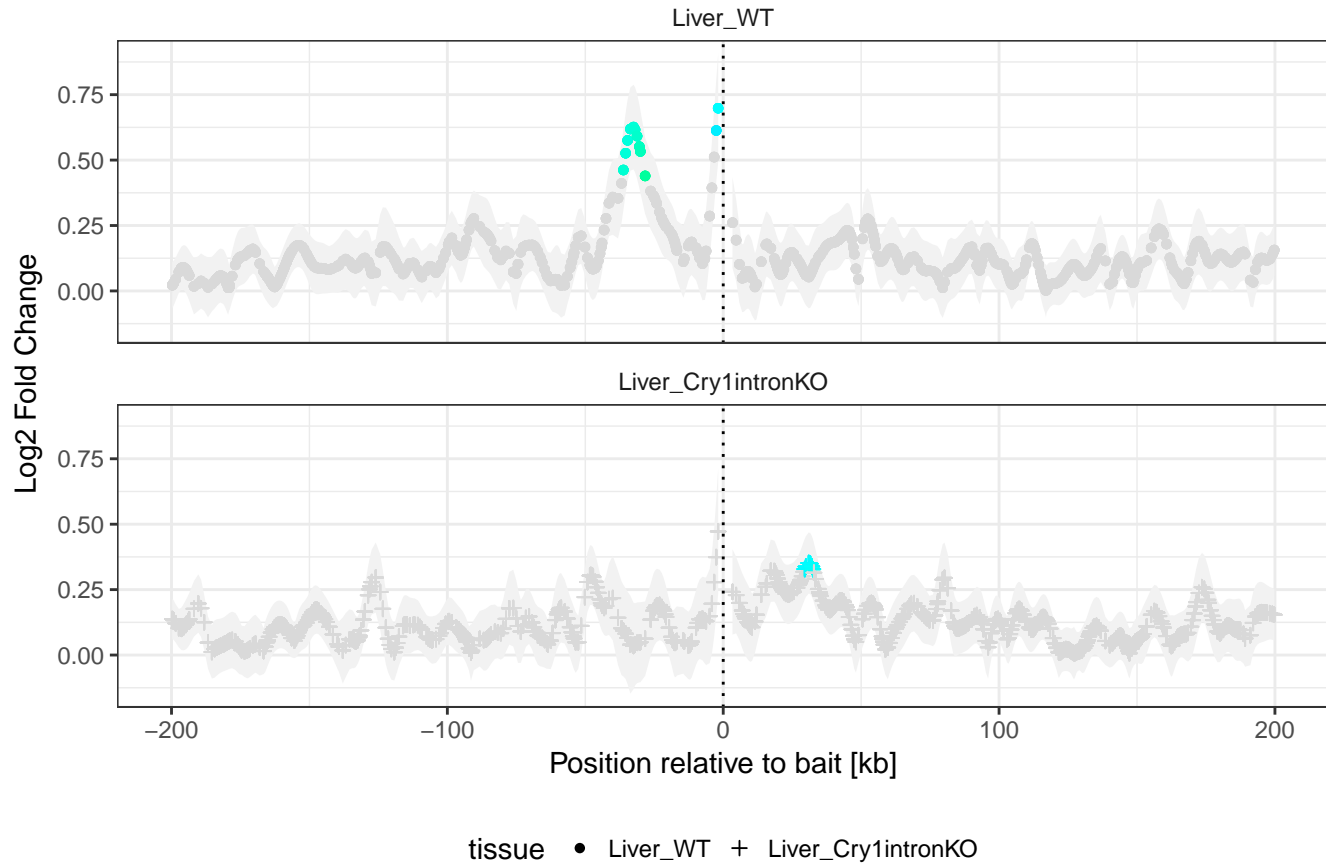 Liver_WT
0.75
0.50
0.25
0.00
Liver_Cry1intronKO
0.75
0.50
0.25
0.00
Log2 Fold Change
−200 −100 0 100 200
Position relative to bait [kb]
tissue Liver_WT Liver_Cry1intronKO